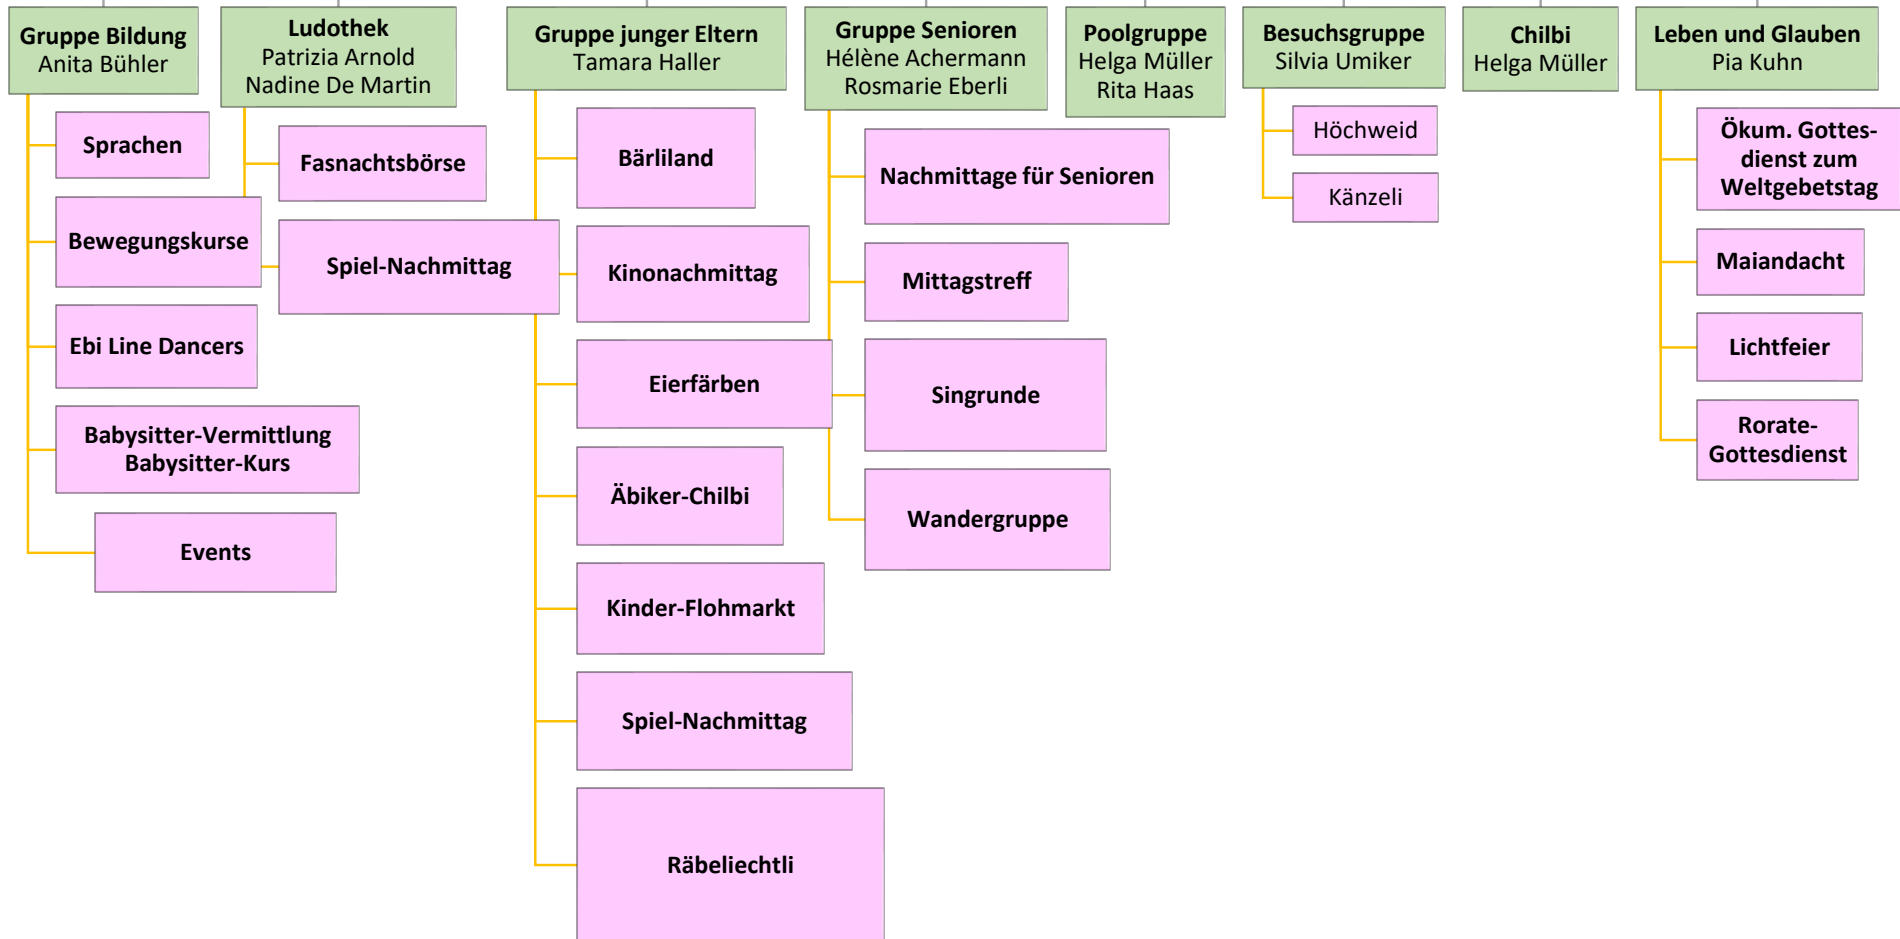 Gruppe Bildung
Anita Bühler
Sprachen
Bewegungskurse
Ebi Line Dancers
Babysitter-Vermittlung
Babysitter-Kurs
Events
Ludothek
Patrizia Arnold
Nadine De Martin
Fasnachtsbörse
Spiel-Nachmittag
Gruppe junger Eltern
Tamara Haller
Bärliland
Kinonachmittag
Eierfärben
Äbiker-Chilbi
Kinder-Flohmarkt
Spiel-Nachmittag
Räbeliechtli
Gruppe Senioren
Hélène Achermann
Rosmarie Eberli
Nachmittage für Senioren
Mittagstreff
Singrunde
Wandergruppe
Poolgruppe
Helga Müller
Rita Haas
Besuchsgruppe
Silvia Umiker
Höchweid
Känzeli
Chilbi
Helga Müller
Leben und Glauben
Pia Kuhn
Ökum. Gottes-
dienst zum
Weltgebetstag
Maiandacht
Lichtfeier
Rorate-
Gottesdienst